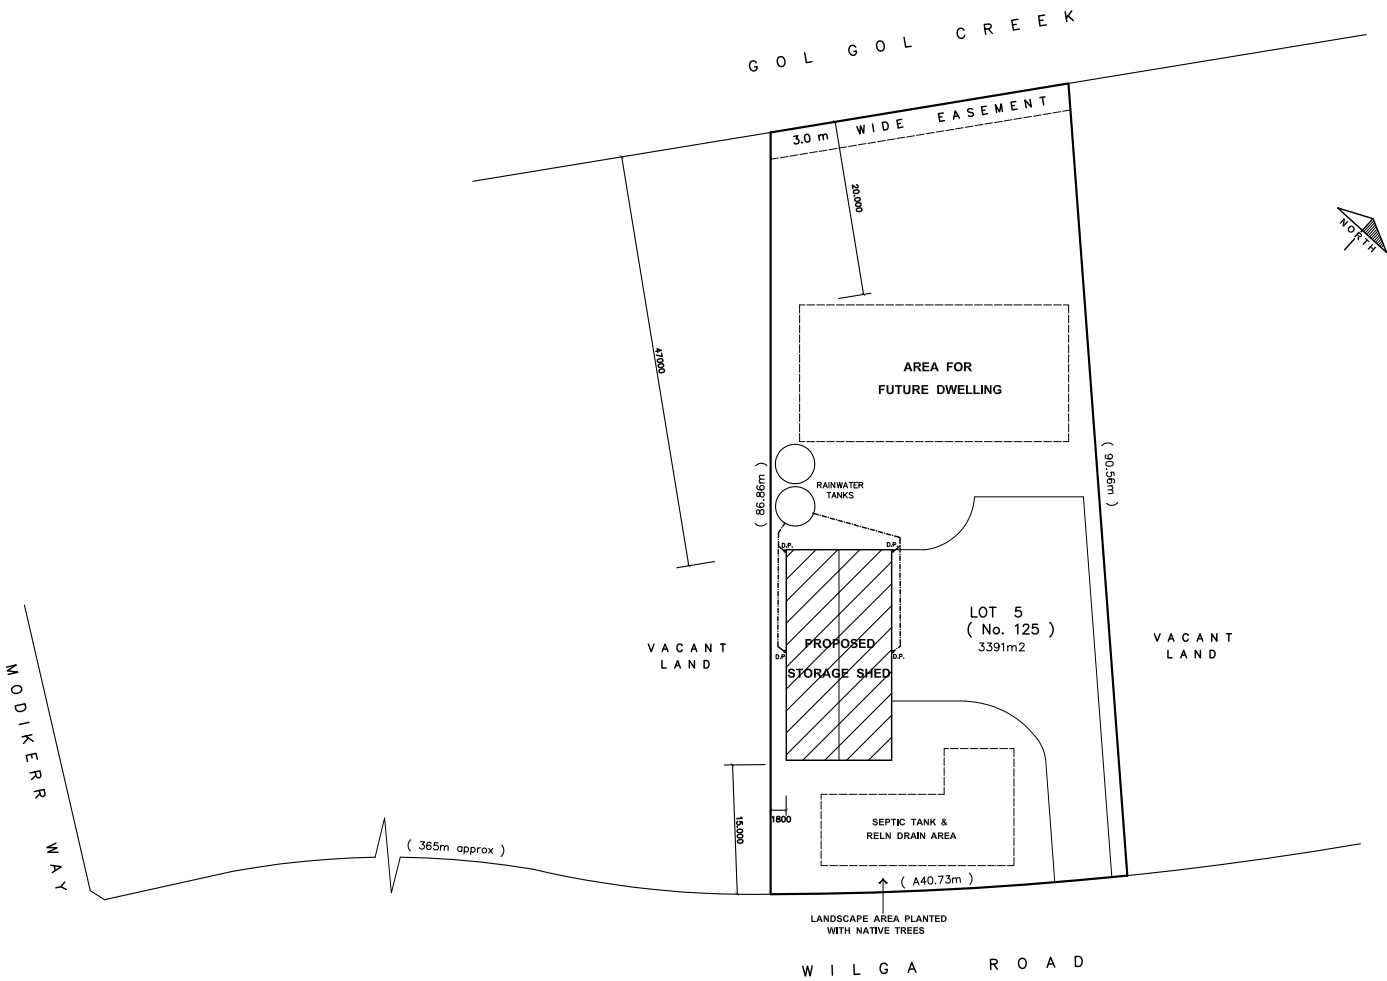 GOL GOL CREEK
3.0 m WIDE EASEMENT
20.000
NORTH
47000
AREA FOR
FUTURE DWELLING
( 86.86m )
( 90.56m )
RAINWATER
TANKS
D.P.
D.P.
LOT 5
( No. 125 )
3391m2
VACANT
LAND
PROPOSED
STORAGE SHED
D.P.
D.P.
VACANT
LAND
MODIKERR WAY
15.000
1800
SEPTIC TANK &
RELN DRAIN AREA
( 365m approx )
( A40.73m )
LANDSCAPE AREA PLANTED
WITH NATIVE TREES
WILGA ROAD